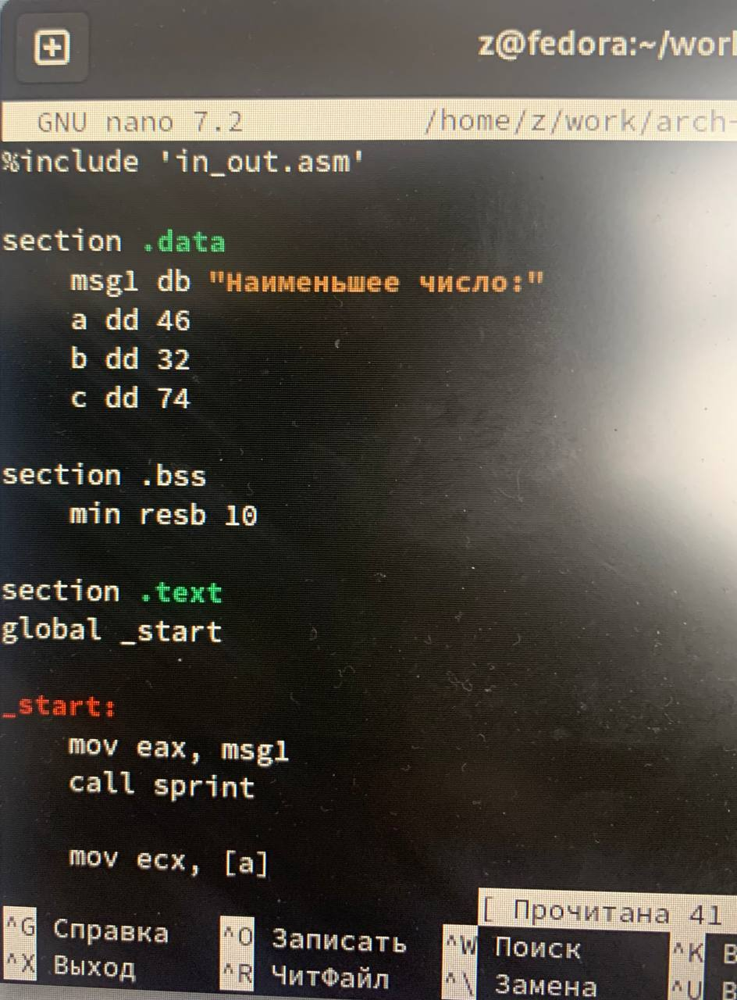 z@fedora:~/work
GNU nano 7.2 /home/z/work/arch-
%include 'in_out.asm'
section .data
msg1 db "Наименьшее число:"
a dd 46
b dd 32
c dd 74
section .bss
min resb 10
section .text
global _start
_start:
mov eax, msg1
call sprint
mov ecx, [a]
[ Прочитана 41
^G Справка ^O Записать ^W Поиск ^K В
^X Выход ^R ЧитФайл ^\ Замена ^U В